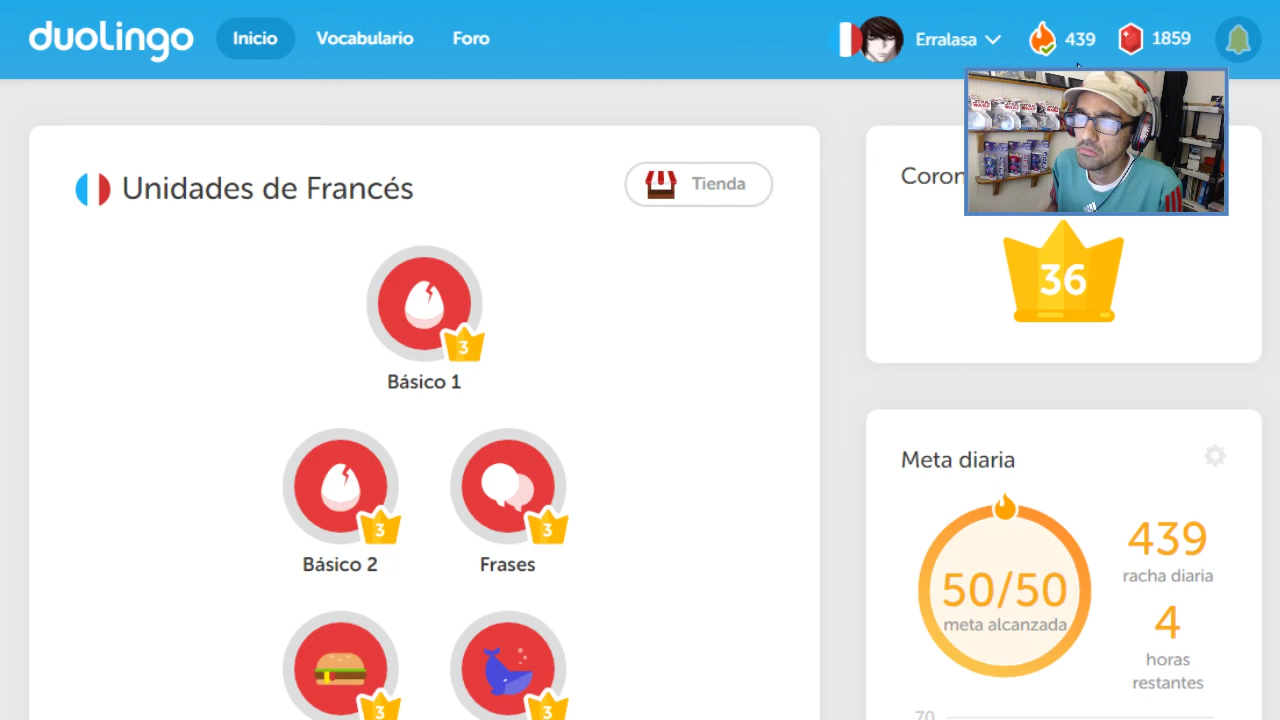 duolingo
Inicio
Vocabulario
Foro
Erralasa
439
1859
Unidades de Francés
Tienda
3
Básico 1
3
Básico 2
3
Frases
3
3
Coron
36
Meta diaria
50/50
meta alcanzada
439
racha diaria
4
horas
restantes
70